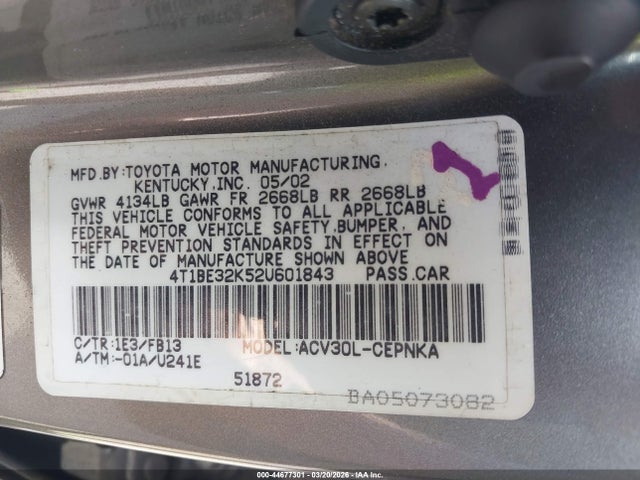 MFD.BY:TOYOTA MOTOR MANUFACTURING,
KENTUCKY,INC. 05/02
GVWR 4134LB GAWR FR 2668LB RR 2668LB
THIS VEHICLE CONFORMS TO ALL APPLICABLE
FEDERAL MOTOR VEHICLE SAFETY,BUMPER, AND
THEFT PREVENTION STANDARDS IN EFFECT ON
THE DATE OF MANUFACTURE SHOWN ABOVE
4T1BE32K52U601843 PASS.CAR
C/TR:1E3/FB13 MODEL:ACV30L-CEPNKA
A/TM:-01A/U241E
51872
BA05073082
000 - 44677301 - 03/20/2026 - IAAI.COM